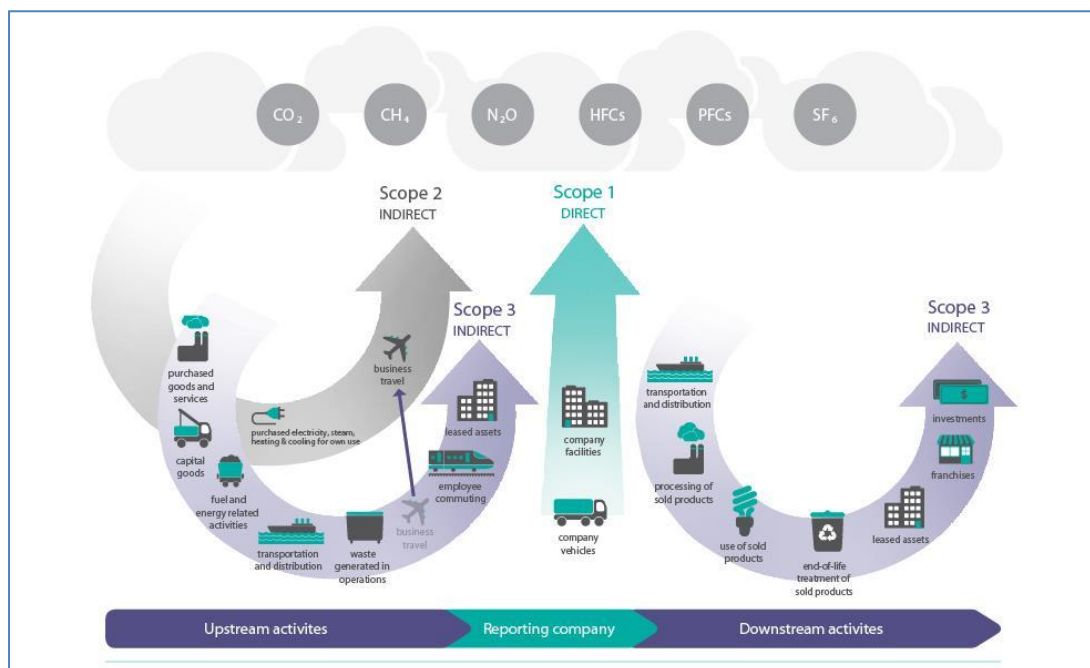 CO2
CH4
N2O
HFCs
PFCs
SF6
Scope 2
INDIRECT
Scope 1
DIRECT
Scope 3
INDIRECT
Scope 3
INDIRECT
purchased
goods and
services
capital
goods
fuel and
energy related
activities
transportation
and distribution
waste
generated in
operations
business
travel
purchased electricity, steam,
heating & cooling for own use
business
travel
employee
commuting
leased assets
company
facilities
company
vehicles
transportation
and distribution
processing of
sold products
use of sold
products
end-of-life
treatment of
sold products
leased assets
franchises
$
investments
Upstream activites
Reporting company
Downstream activites